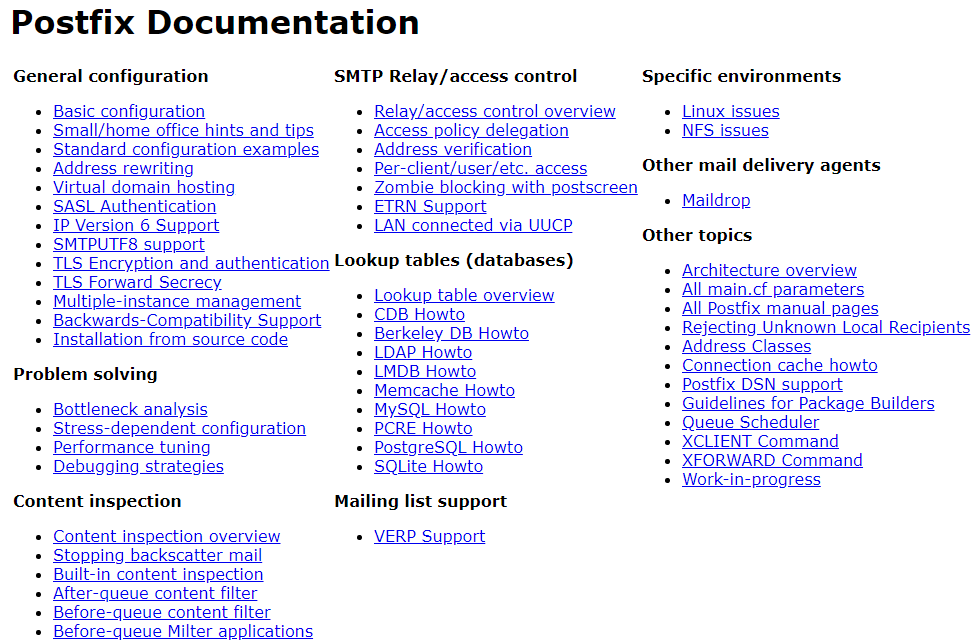 Postfix Documentation
General configuration
Basic configuration
Small/home office hints and tips
Standard configuration examples
Address rewriting
Virtual domain hosting
SASL Authentication
IP Version 6 Support
SMTPUTF8 support
TLS Encryption and authentication
TLS Forward Secrecy
Multiple-instance management
Backwards-Compatibility Support
Installation from source code
Problem solving
Bottleneck analysis
Stress-dependent configuration
Performance tuning
Debugging strategies
Content inspection
Content inspection overview
Stopping backscatter mail
Built-in content inspection
After-queue content filter
Before-queue content filter
Before-queue Milter applications
SMTP Relay/access control
Relay/access control overview
Access policy delegation
Address verification
Per-client/user/etc. access
Zombie blocking with postscreen
ETRN Support
LAN connected via UUCP
Lookup tables (databases)
Lookup table overview
CDB Howto
Berkeley DB Howto
LDAP Howto
LMDB Howto
Memcache Howto
MySQL Howto
PCRE Howto
PostgreSQL Howto
SQLite Howto
Mailing list support
VERP Support
Specific environments
Linux issues
NFS issues
Other mail delivery agents
Maildrop
Other topics
Architecture overview
All main.cf parameters
All Postfix manual pages
Rejecting Unknown Local Recipients
Address Classes
Connection cache howto
Postfix DSN support
Guidelines for Package Builders
Queue Scheduler
XCLIENT Command
XFORWARD Command
Work-in-progress